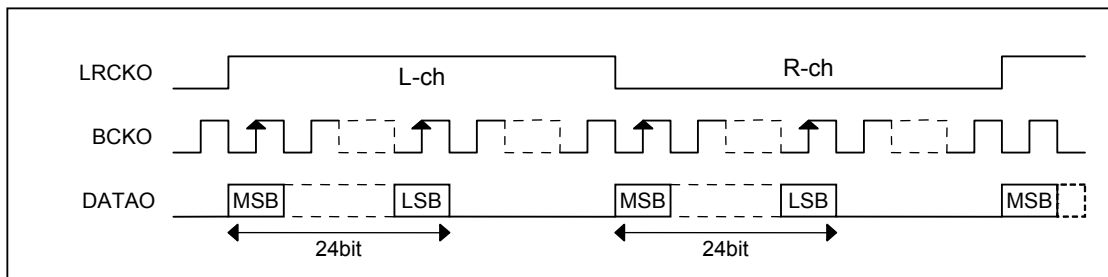 LRCKO
L-ch
R-ch
BCKO
DATAO
MSB
LSB
MSB
LSB
MSB
24bit
24bit